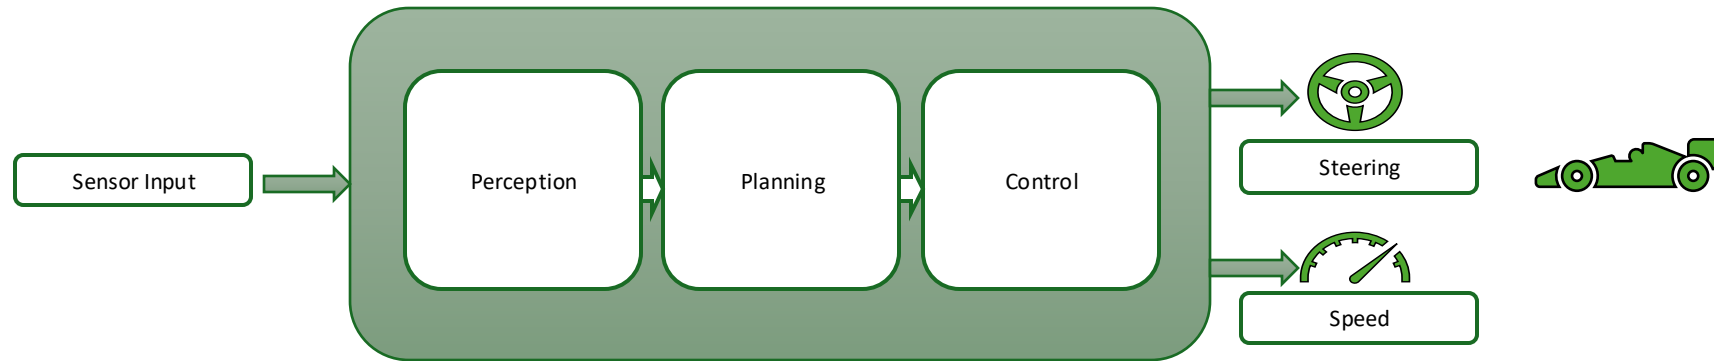 Sensor Input
Perception
Planning
Control
Steering
Speed